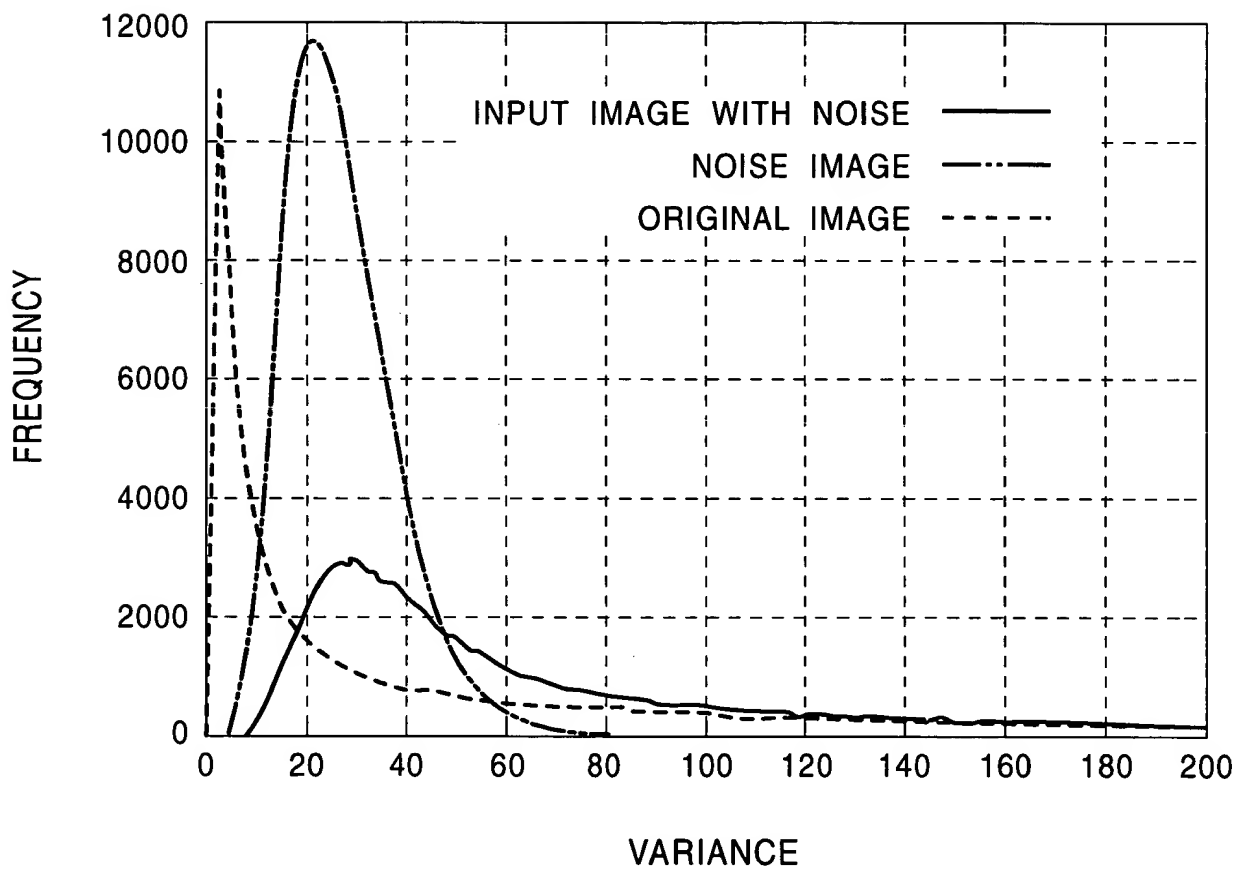 12000
10000
8000
6000
4000
2000
0
FREQUENCY
INPUT IMAGE WITH NOISE
NOISE IMAGE
ORIGINAL IMAGE
0 20 40 60 80 100 120 140 160 180 200
VARIANCE